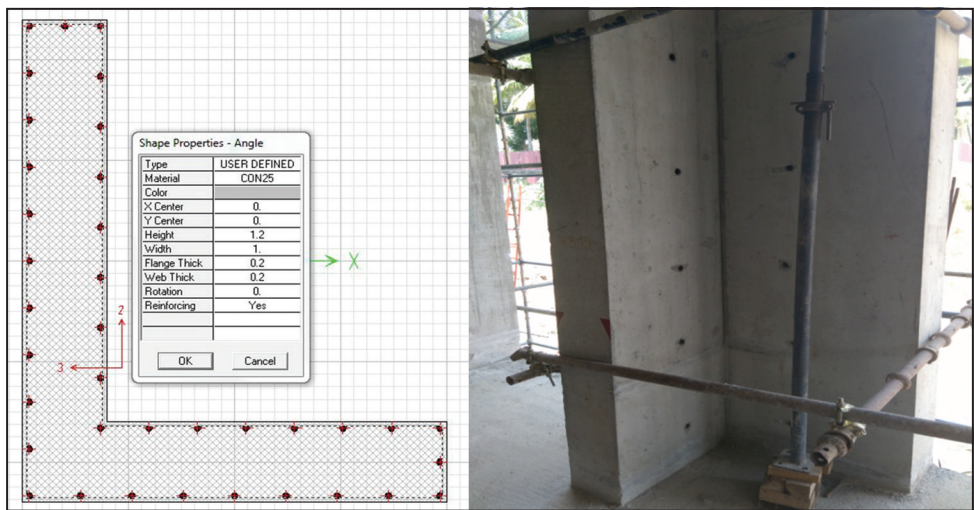 Shape Properties - Angle
Type USER DEFINED
Material CON25
Color
X Center 0.
Y Center 0.
Height 1.2
Width 1.
Flange Thick 0.2
Web Thick 0.2
Rotation 0.
Reinforcing Yes
OK Cancel
X
2
3